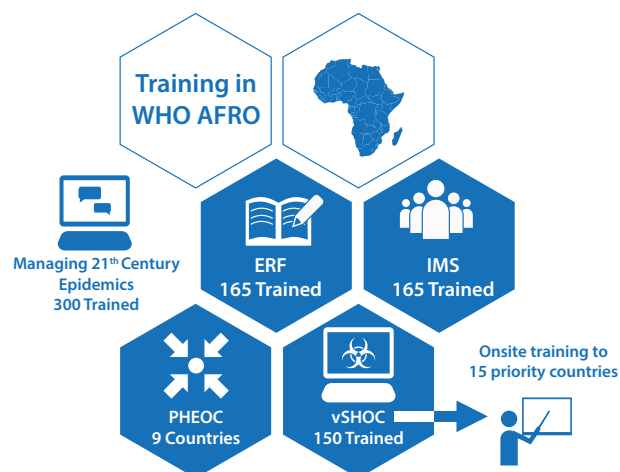 Training in
WHO AFRO
Managing 21th Century
Epidemics
300 Trained
ERF
165 Trained
IMS
165 Trained
PHEOC
9 Countries
vSHOC
150 Trained
Onsite training to
15 priority countries